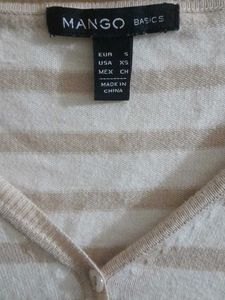 MANGO BASICS
EUR S
USA XS
MEX CH
MADE IN
CHINA